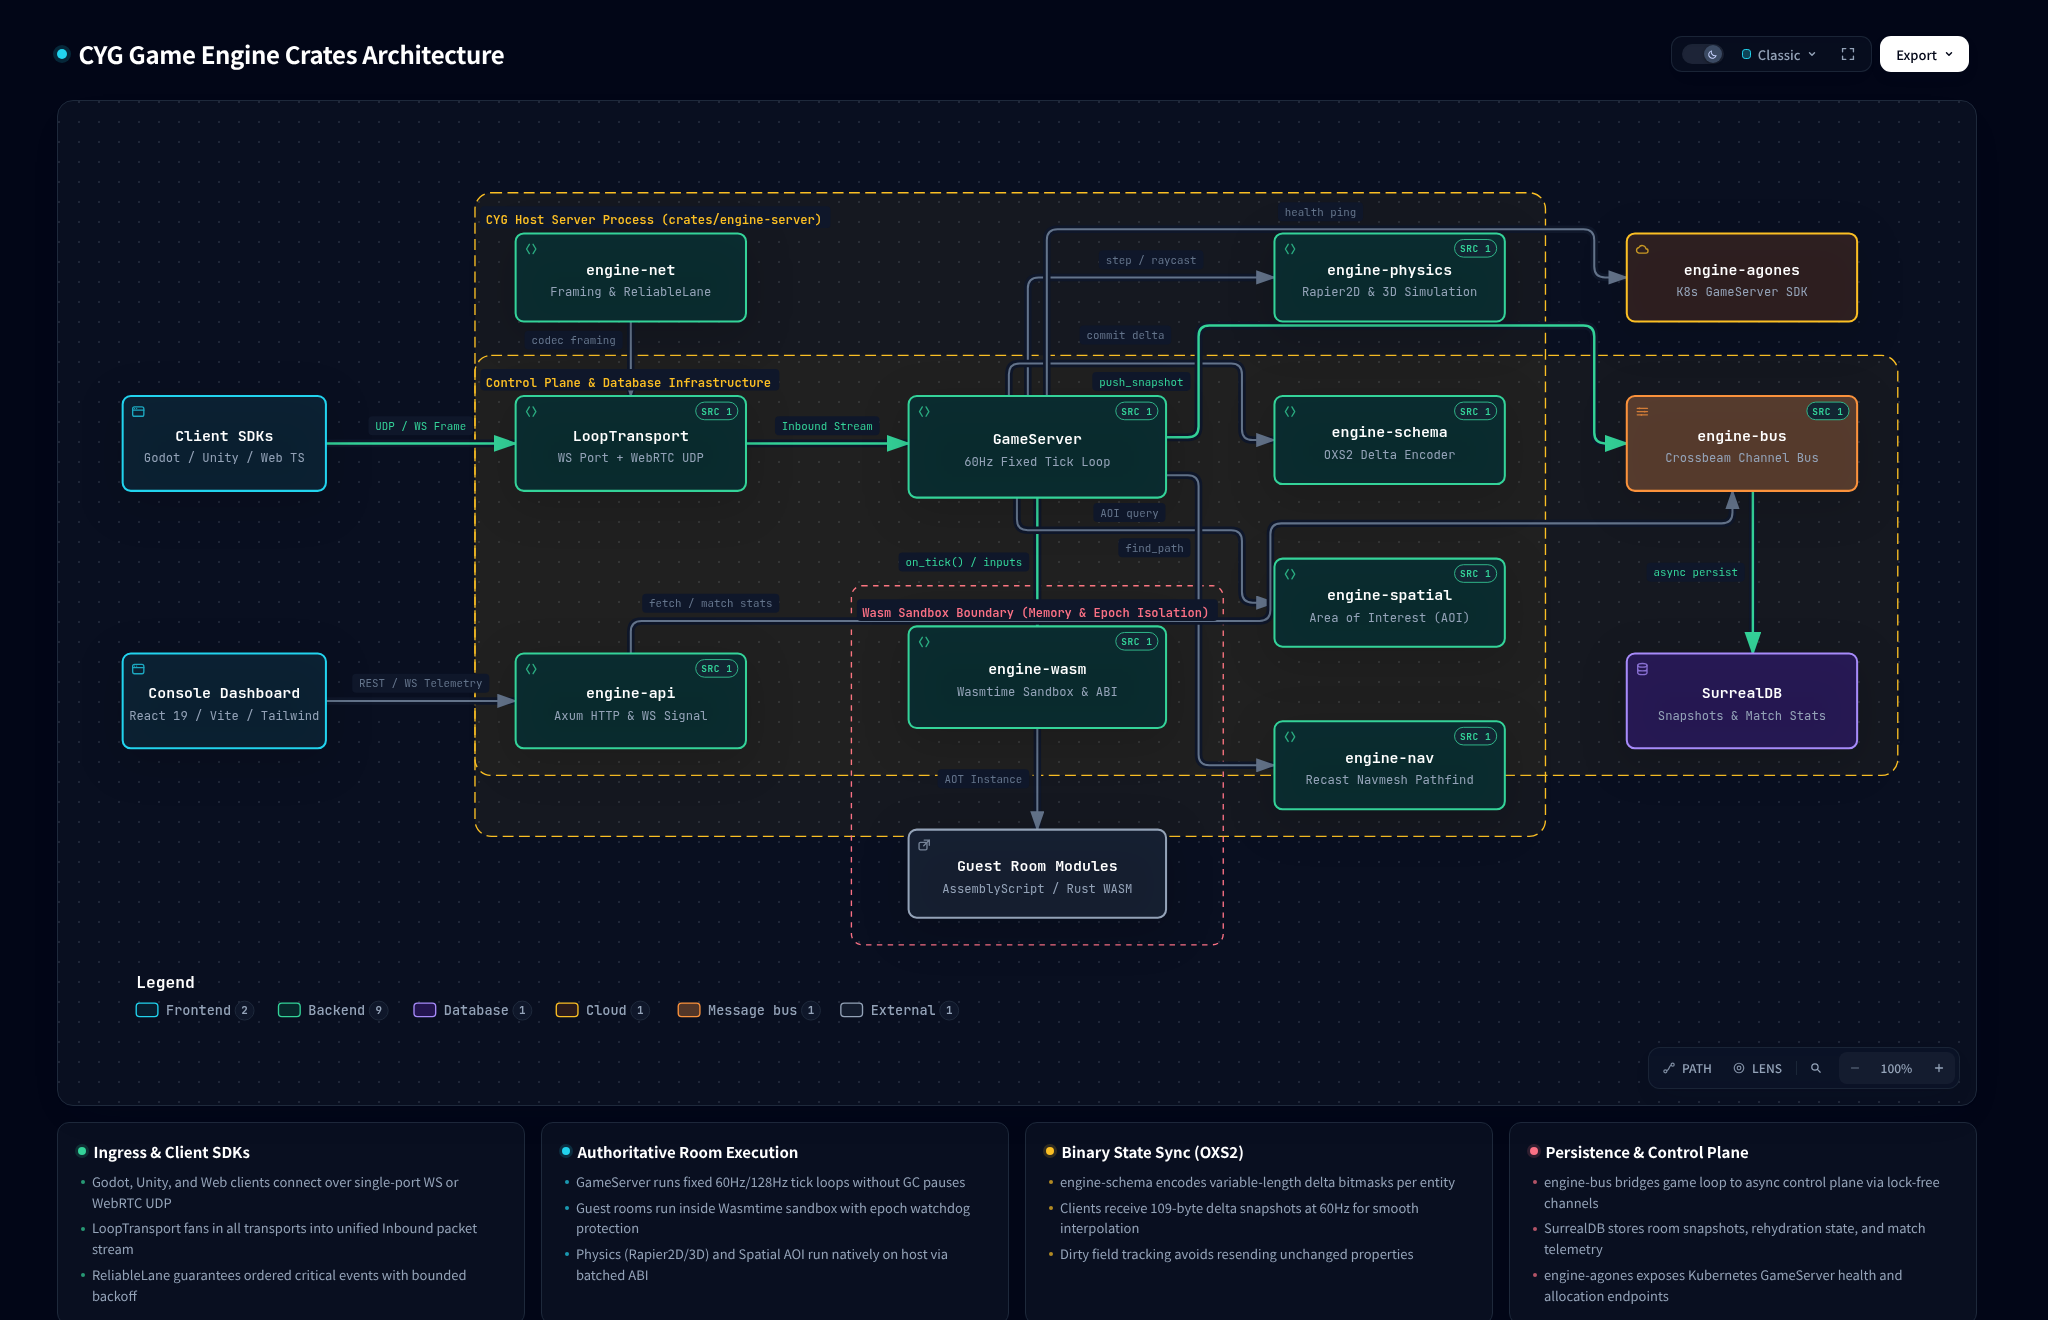 CYG Game Engine Crates Architecture
Classic
Export
CYG Host Server Process (crates/engine-server)
health ping
engine-net
Framing & ReliableLane
step / raycast
SRC 1
engine-physics
Rapier2D & 3D Simulation
engine-agones
K8s GameServer SDK
codec framing
commit delta
Control Plane & Database Infrastructure
push_snapshot
Client SDKs
Godot / Unity / Web TS
UDP / WS Frame
SRC 1
LoopTransport
WS Port + WebRTC UDP
Inbound Stream
SRC 1
GameServer
60Hz Fixed Tick Loop
SRC 1
engine-schema
OXS2 Delta Encoder
SRC 1
engine-bus
Crossbeam Channel Bus
AOI query
find_path
on_tick() / inputs
async persist
SRC 1
engine-spatial
Area of Interest (AOI)
fetch / match stats
Wasm Sandbox Boundary (Memory & Epoch Isolation)
Console Dashboard
React 19 / Vite / Tailwind
REST / WS Telemetry
SRC 1
engine-api
Axum HTTP & WS Signal
SRC 1
engine-wasm
Wasmtime Sandbox & ABI
SurrealDB
Snapshots & Match Stats
SRC 1
engine-nav
Recast Navmesh Pathfind
AOT Instance
Guest Room Modules
AssemblyScript / Rust WASM
Legend
Frontend 2 Backend 9 Database 1 Cloud 1 Message bus 1 External 1
PATH LENS − 100% +
Ingress & Client SDKs
• Godot, Unity, and Web clients connect over single-port WS or
WebRTC UDP
• LoopTransport fans in all transports into unified Inbound packet
stream
• ReliableLane guarantees ordered critical events with bounded
backoff
Authoritative Room Execution
• GameServer runs fixed 60Hz/128Hz tick loops without GC pauses
• Guest rooms run inside Wasmtime sandbox with epoch watchdog
protection
• Physics (Rapier2D/3D) and Spatial AOI run natively on host via
batched ABI
Binary State Sync (OXS2)
• engine-schema encodes variable-length delta bitmasks per entity
• Clients receive 109-byte delta snapshots at 60Hz for smooth
interpolation
• Dirty field tracking avoids resending unchanged properties
Persistence & Control Plane
• engine-bus bridges game loop to async control plane via lock-free
channels
• SurrealDB stores room snapshots, rehydration state, and match
telemetry
• engine-agones exposes Kubernetes GameServer health and
allocation endpoints